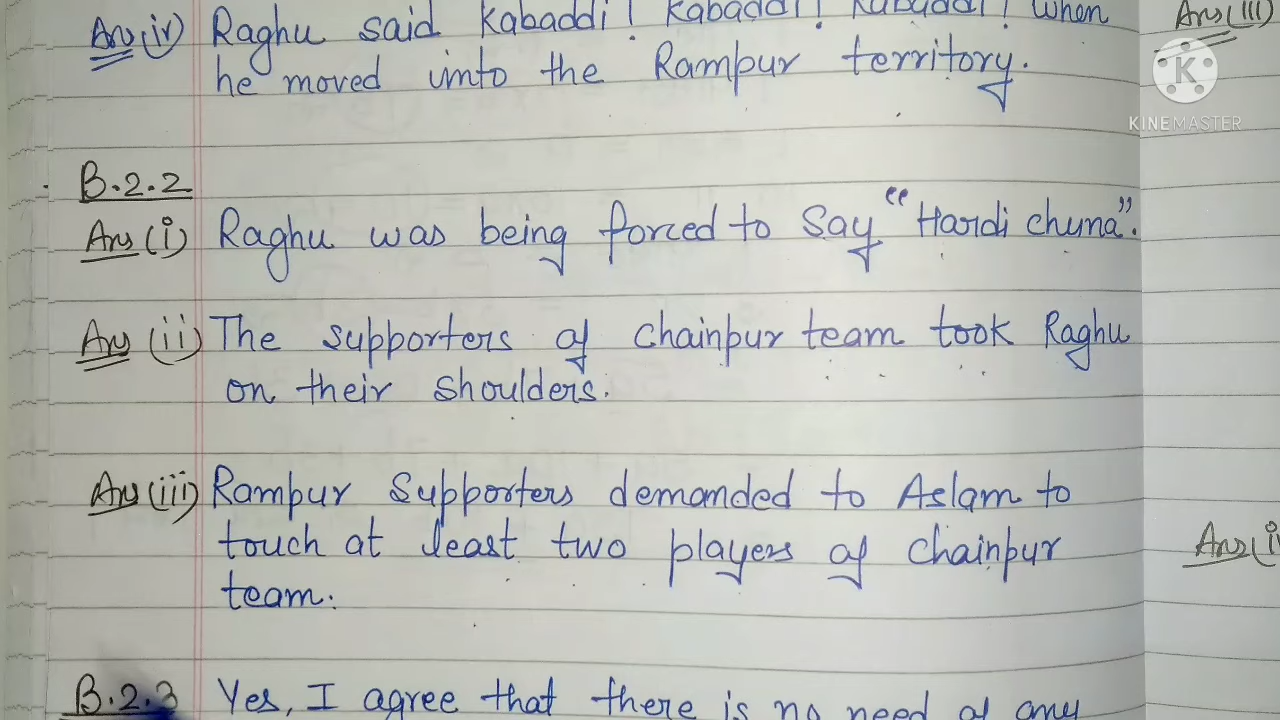 Ans (iv) Raghu said Kabaddi! Kabaddi! Kabaddi! when
Ans (iii)
he moved unto the Rampur territory.
K
KINEMASTER
B.2.2
Ans (i) Raghu was being forced to say "Hardi chuna".
Ans (ii) The supporters of Chainpur team took Raghu
on their shoulders.
Ans (iii) Rampur supporters demanded to Aslam to
touch at least two players of Chainpur
Ans (i
team.
B.2.3 Yes, I agree that there is no need of any